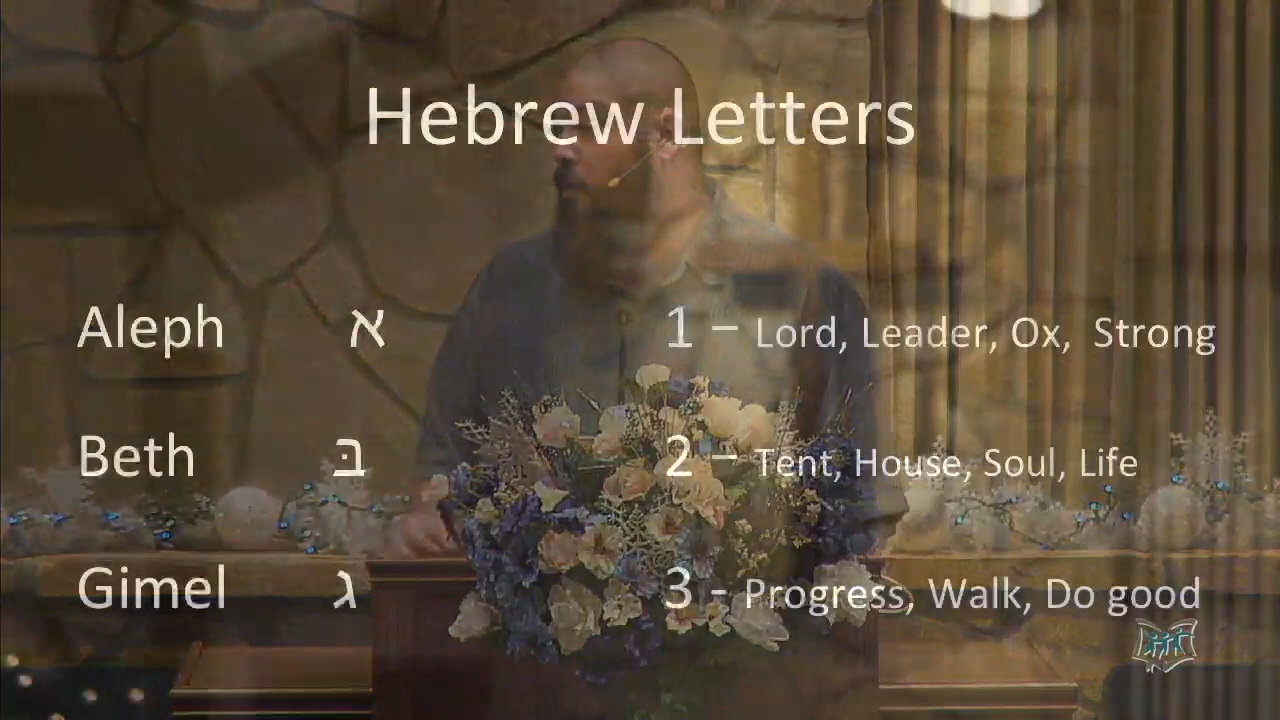 Hebrew Letters
Aleph א 1 – Lord, Leader, Ox, Strong
Beth בּ 2 – Tent, House, Soul, Life
Gimel ג 3 - Progress, Walk, Do good